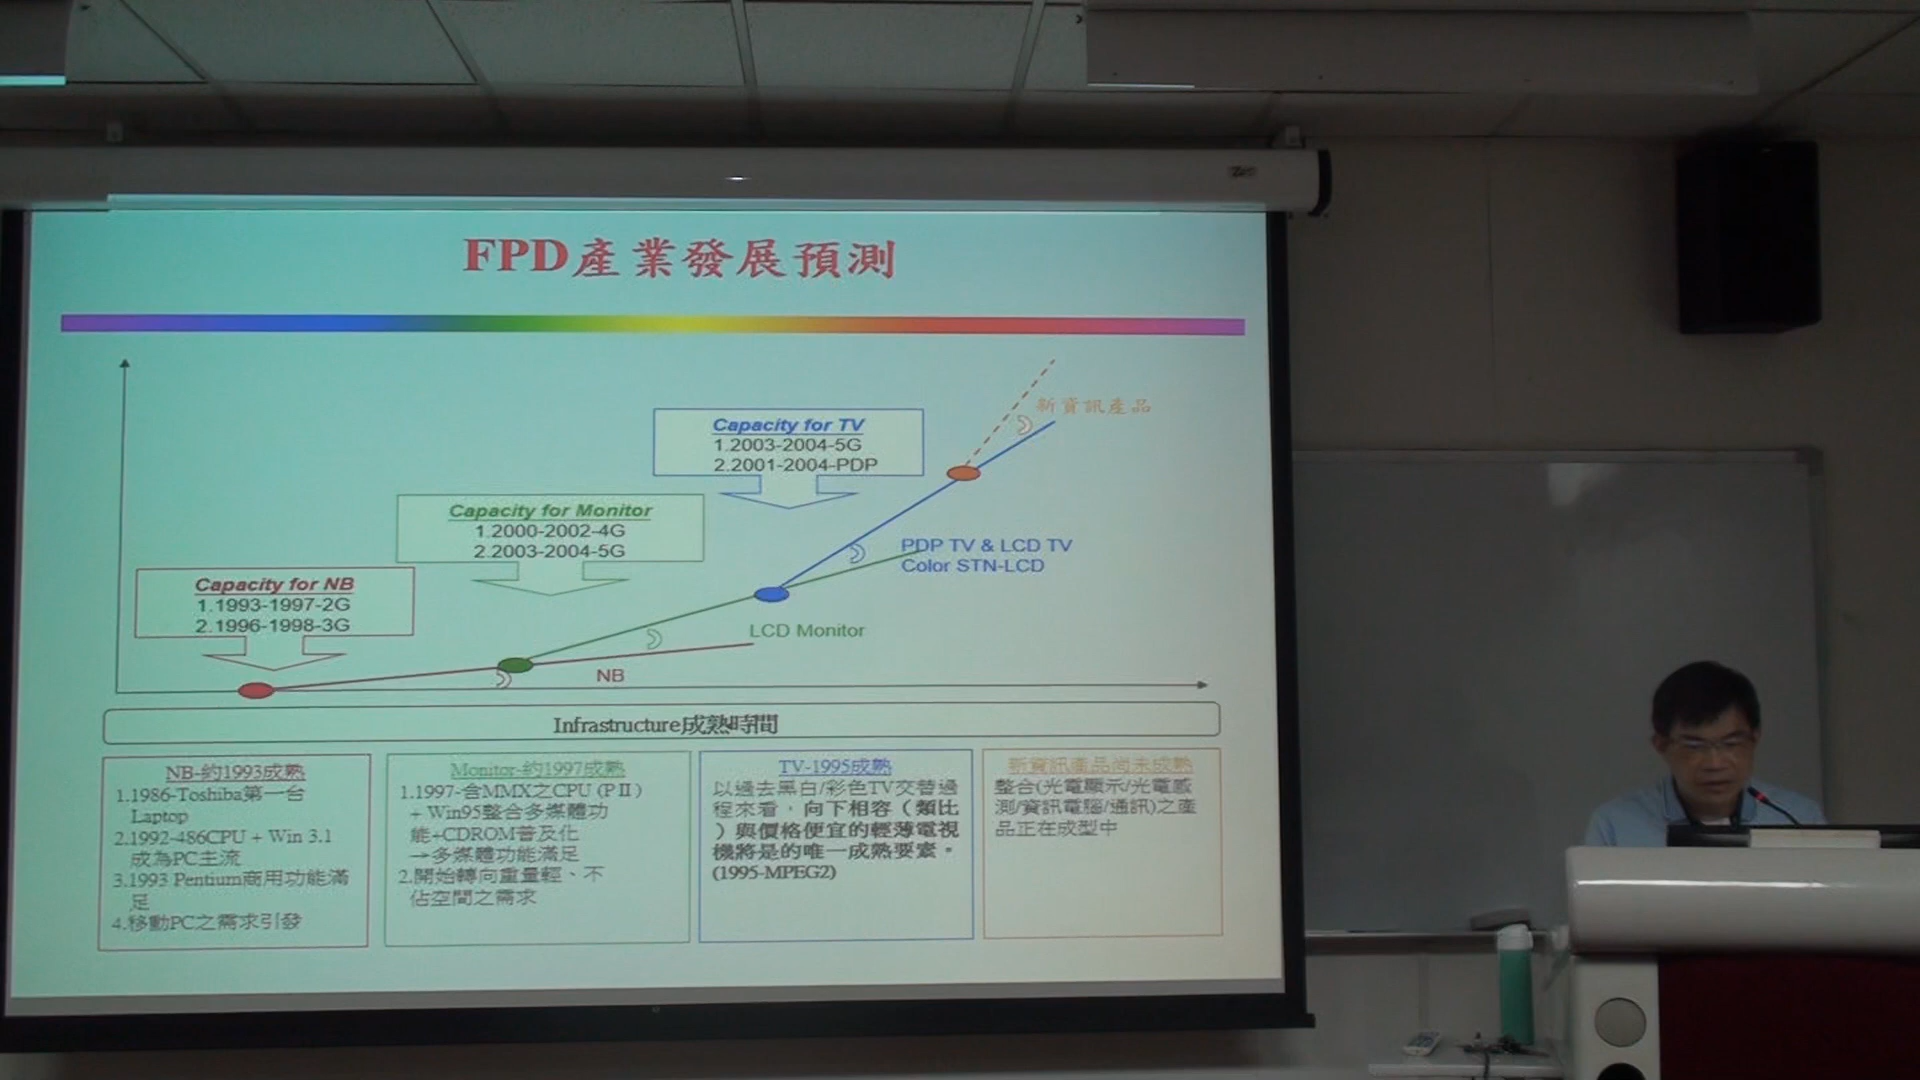 FPD產業發展預測
新資訊產品
Capacity for TV
1.2003-2004-5G
2.2001-2004-PDP
Capacity for Monitor
1.2000-2002-4G
2.2003-2004-5G
PDP TV & LCD TV
Color STN-LCD
Capacity for NB
1.1993-1997-2G
2.1996-1998-3G
LCD Monitor
NB
Infrastructure成熟時間
NB-約1993成熟
1.1986-Toshiba第一台
Laptop
2.1992-486CPU + Win 3.1
成為PC主流
3.1993 Pentium商用功能滿
足
4.移動PC之需求引發
Monitor-約1997成熟
1.1997-含MMX之CPU (PⅡ)
+ Win95整合多媒體功
能+CDROM普及化
→多媒體功能滿足
2.開始轉向重量輕、不
佔空間之需求
TV-1995成熟
以過去黑白/彩色TV交替過
程來看，向下相容（類比
）與價格便宜的輕薄電視
機將是的唯一成熟要素。
(1995-MPEG2)
新資訊產品尚未成熟
整合(光電顯示/光電感
測/資訊電腦/通訊)之產
品正在成型中